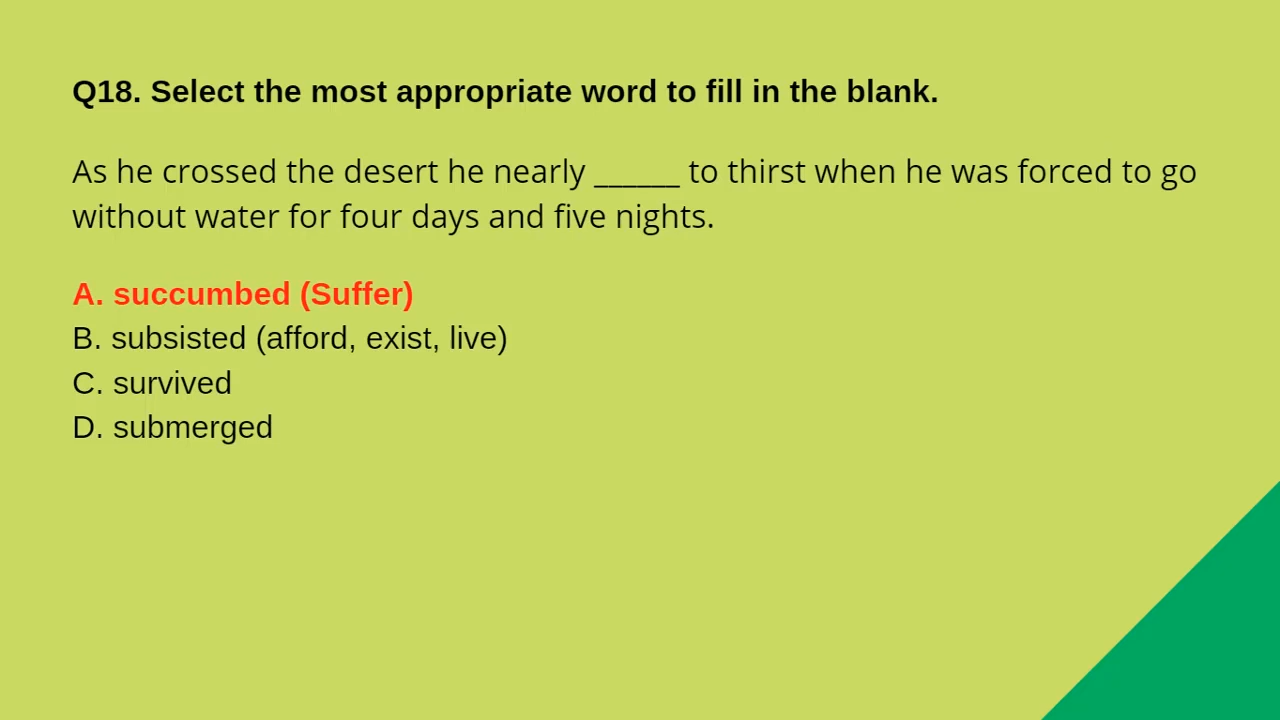 Q18. Select the most appropriate word to fill in the blank.
As he crossed the desert he nearly ______ to thirst when he was forced to go
without water for four days and five nights.
A. succumbed (Suffer)
B. subsisted (afford, exist, live)
C. survived
D. submerged